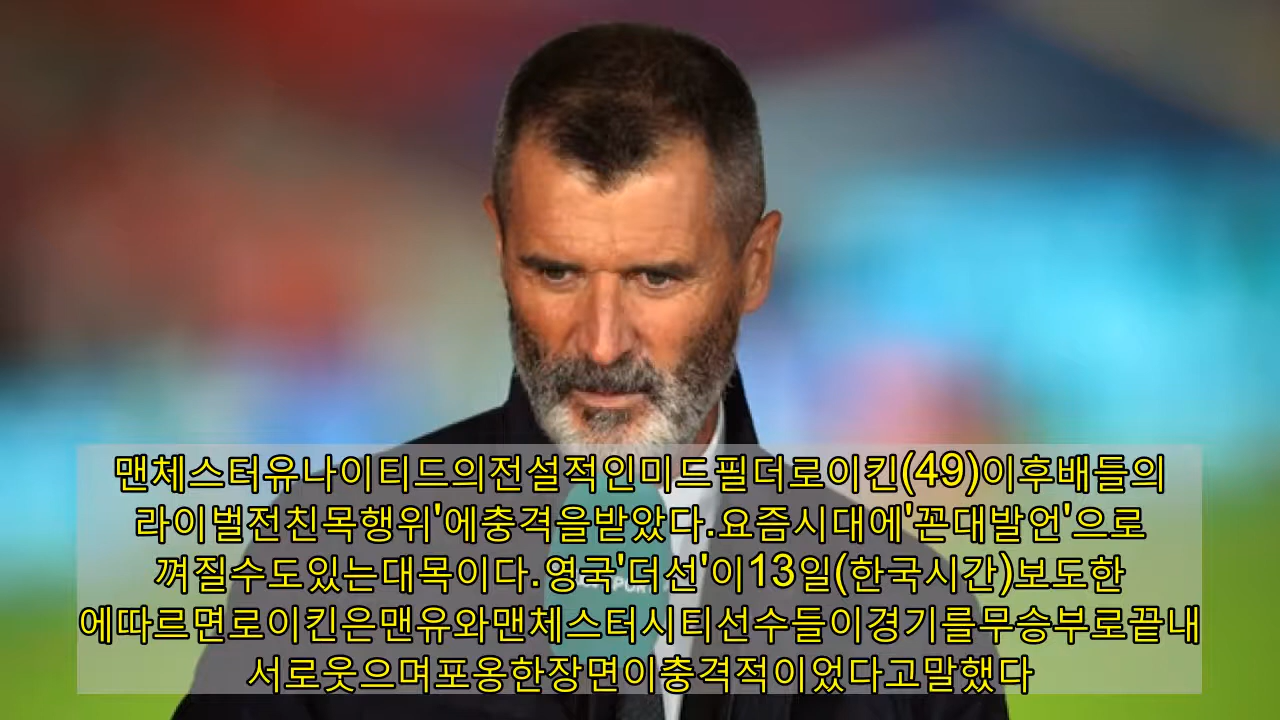 맨체스터유나이티드의전설적인미드필더로이킨(49)이후배들의
라이벌전친목행위'에충격을받았다.요즘시대에'꼰대발언'으로
껴질수도있는대목이다.영국'더선'이13일(한국시간)보도한
에따르면로이킨은맨유와맨체스터시티선수들이경기를무승부로끝내
서로웃으며포옹한장면이충격적이었다고말했다